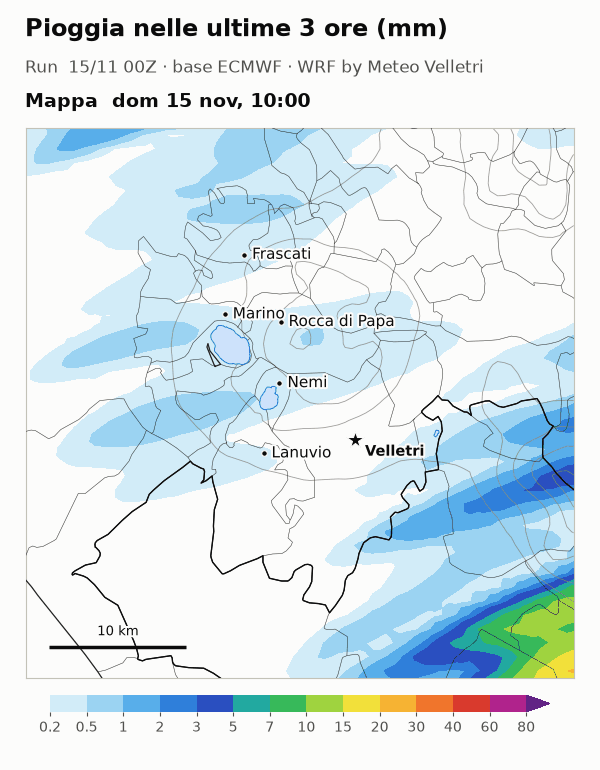 Pioggia nelle ultime 3 ore (mm)
Run 15/11 00Z · base ECMWF · WRF by Meteo Velletri
Mappa dom 15 nov, 10:00
Frascati
Marino
Rocca di Papa
Nemi
Velletri
Lanuvio
10 km
0.2 0.5 1 2 3 5 7 10 15 20 30 40 60 80